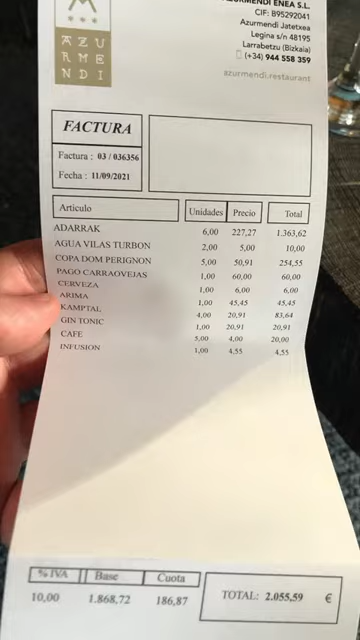 AZURMENDI ENEA S.L.
CIF: B95292041
Azurmendi Jatetxea
Legina s/n 48195
Larrabetzu (Bizkaia)
(+34) 944 558 359
azurmendi.restaurant
AZU
RME
NDI
FACTURA
Factura : 03 / 036356
Fecha : 11/09/2021
Artículo Unidades Precio Total
ADARRAK 6,00 227,27 1.363,62
AGUA VILAS TURBON 2,00 5,00 10,00
COPA DOM PERIGNON 5,00 50,91 254,55
PAGO CARRAOVEJAS 1,00 60,00 60,00
CERVEZA 1,00 6,00 6,00
ARIMA 1,00 45,45 45,45
KAMPTAL 4,00 20,91 83,64
GIN TONIC 1,00 20,91 20,91
CAFE 5,00 4,00 20,00
INFUSION 1,00 4,55 4,55
% IVA Base Cuota
10,00 1.868,72 186,87
TOTAL: 2.055,59 €